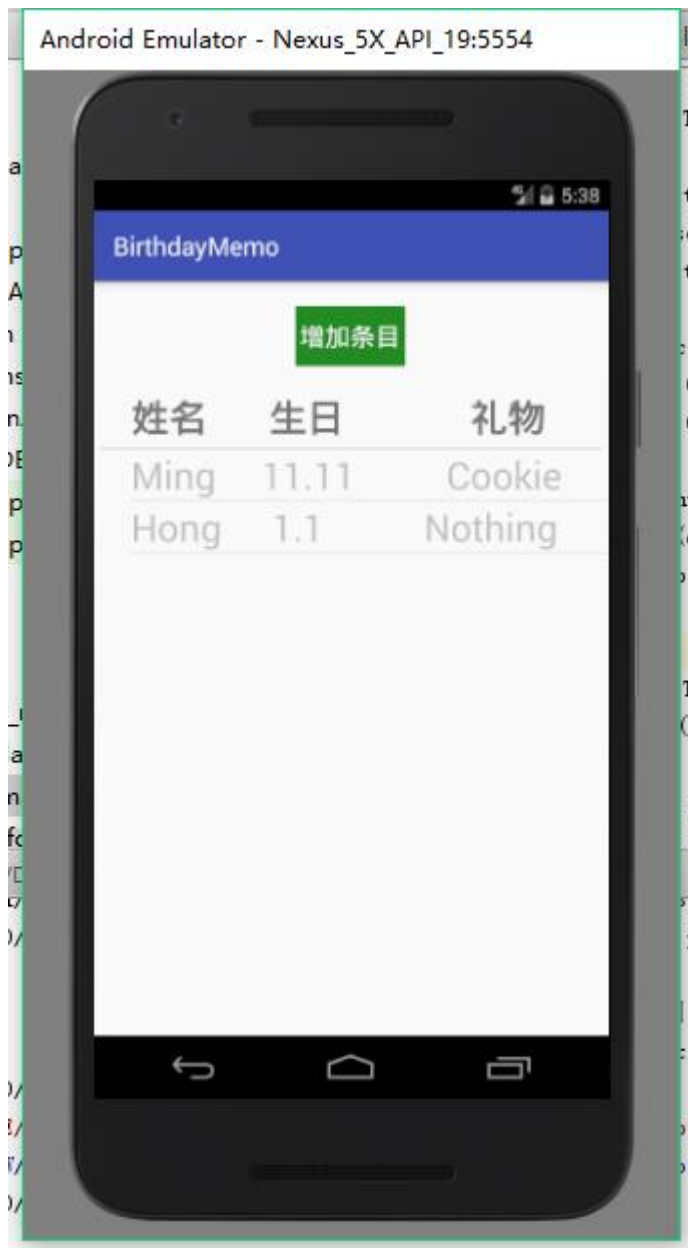 Android Emulator - Nexus_5X_API_19:5554
5:38
BirthdayMemo
增加条目
姓名 生日 礼物
Ming 11.11 Cookie
Hong 1.1 Nothing